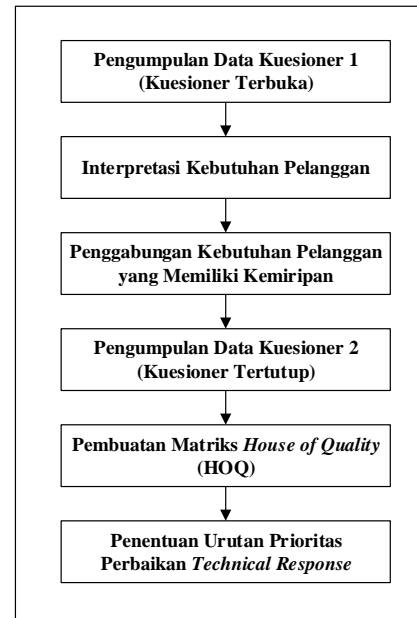 Pengumpulan Data Kuesioner 1
(Kuesioner Terbuka)
Interpretasi Kebutuhan Pelanggan
Penggabungan Kebutuhan Pelanggan
yang Memiliki Kemiripan
Pengumpulan Data Kuesioner 2
(Kuesioner Tertutup)
Pembuatan Matriks House of Quality
(HOQ)
Penentuan Urutan Prioritas
Perbaikan Technical Response